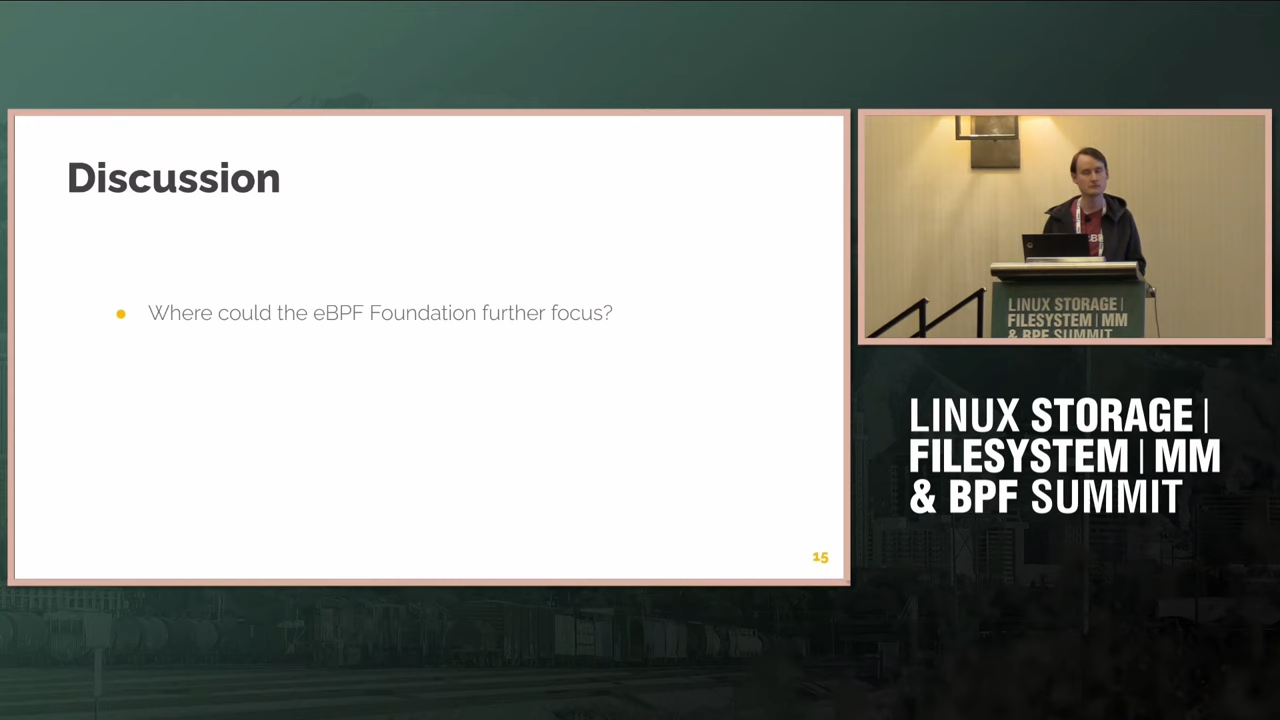 Discussion
● Where could the eBPF Foundation further focus?
15
LINUX STORAGE |
FILESYSTEM | MM
& BPF SUMMIT
LINUX STORAGE |
FILESYSTEM | MM
& BPF SUMMIT